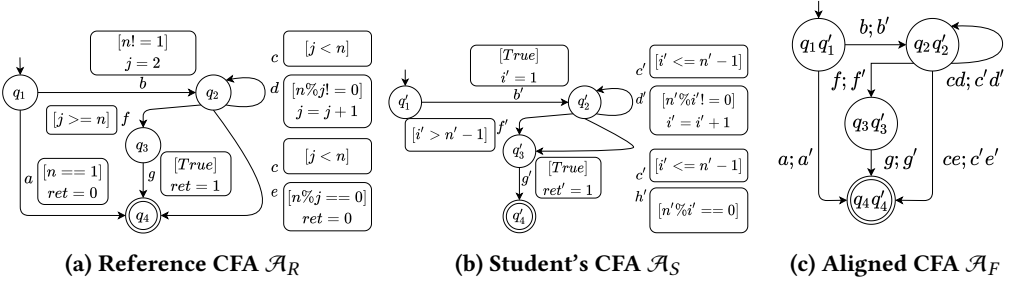 [n! = 1]
j = 2
b
q1
q2
c
[j < n]
d
[n%j! = 0]
j = j + 1
[j >= n]
f
q3
a
[n == 1]
ret = 0
g
[True]
ret = 1
c
[j < n]
e
[n%j == 0]
ret = 0
q4
(a) Reference CFA 𝒜R
[True]
i′ = 1
b′
q′1
q′2
c′
[i′ <= n′ − 1]
d′
[n′%i′! = 0]
i′ = i′ + 1
[i′ > n′ − 1]
f′
q′3
g′
[True]
ret′ = 1
c′
[i′ <= n′ − 1]
h′
[n′%i′ == 0]
q′4
(b) Student's CFA 𝒜S
b; b′
q1q′1
q2q′2
f; f′
cd; c′d′
q3q′3
a; a′
g; g′
ce; c′e′
q4q′4
(c) Aligned CFA 𝒜F